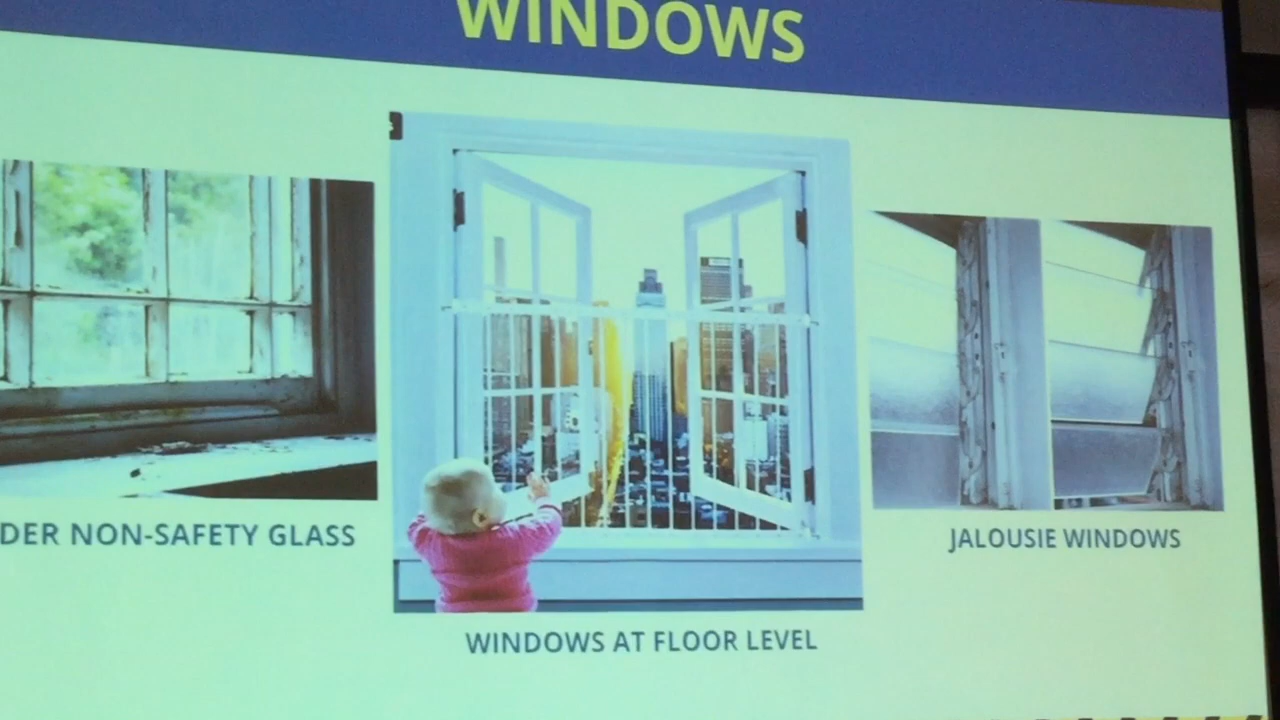 WINDOWS
DER NON-SAFETY GLASS
JALOUSIE WINDOWS
WINDOWS AT FLOOR LEVEL